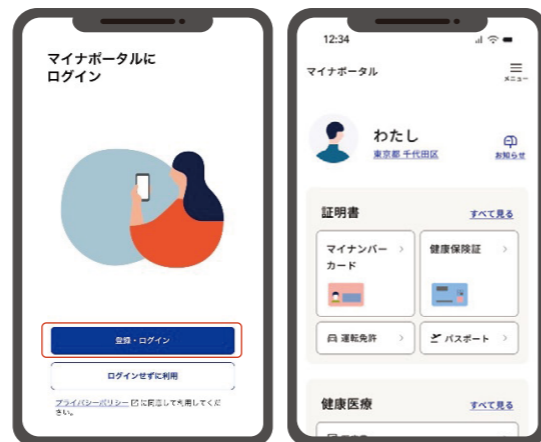 マイナポータルに
ログイン
登録・ログイン
ログインせずに利用
プライバシーポリシーに同意して利用してくだ
さい。
12:34
マイナポータル
メニュー
わたし
東京都 千代田区
お知らせ
証明書
すべて見る
マイナンバー
カード
健康保険証
運転免許
パスポート
健康医療
すべて見る